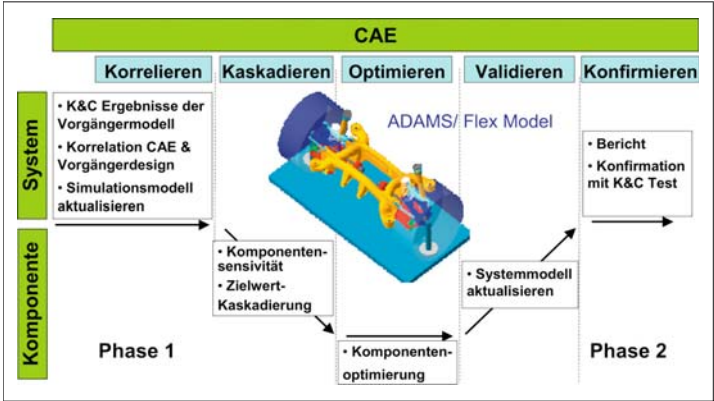 CAE
Korrelieren
Kaskadieren
Optimieren
Validieren
Konfirmieren
System
• K&C Ergebnisse der
Vorgängermodell
• Korrelation CAE &
Vorgängerdesign
• Simulationsmodell
aktualisieren
ADAMS/ Flex Model
• Bericht
• Konfirmation
mit K&C Test
Komponente
• Komponenten-
sensivität
• Zielwert-
Kaskadierung
• Systemmodell
aktualisieren
Phase 1
• Komponenten-
optimierung
Phase 2